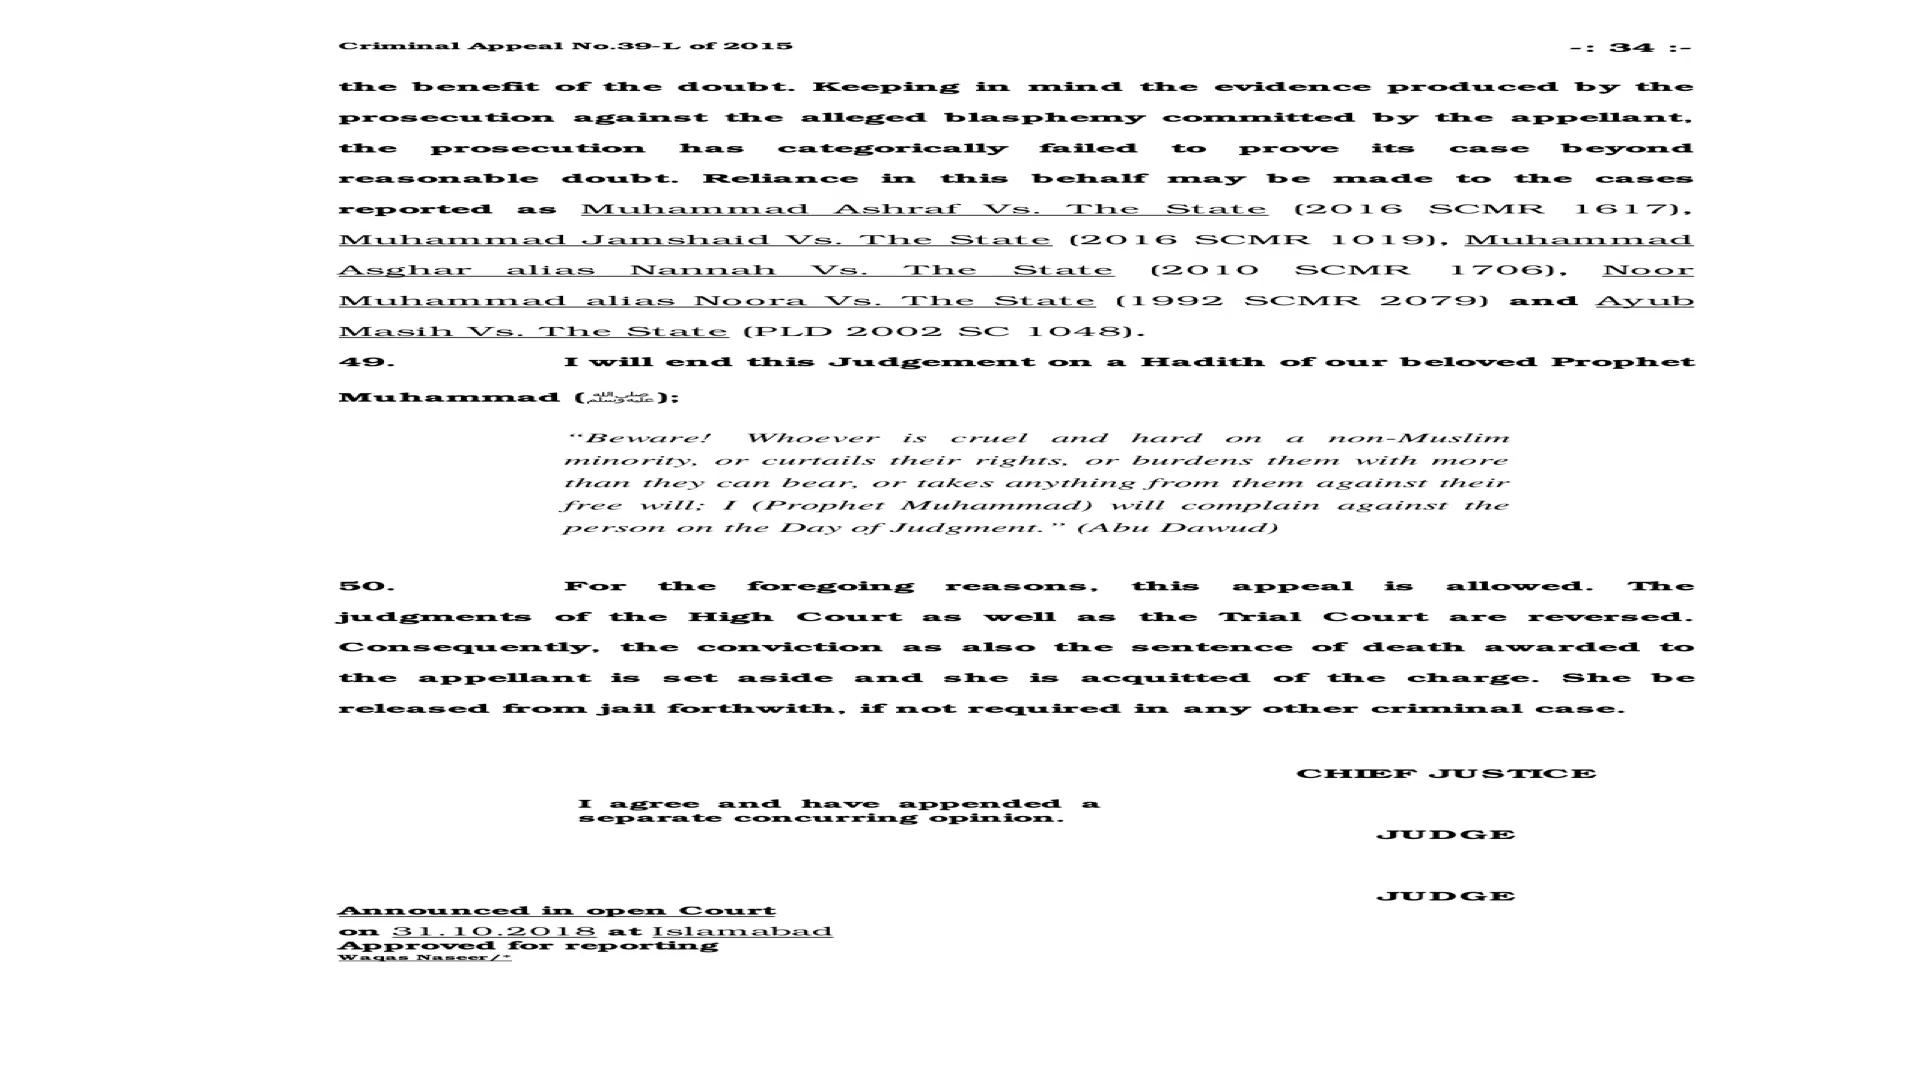 Criminal Appeal No.39-L of 2015 -: 34 :-
the benefit of the doubt. Keeping in mind the evidence produced by the
prosecution against the alleged blasphemy committed by the appellant,
the prosecution has categorically failed to prove its case beyond
reasonable doubt. Reliance in this behalf may be made to the cases
reported as Muhammad Ashraf Vs. The State (2016 SCMR 1617),
Muhammad Jamshaid Vs. The State (2016 SCMR 1019), Muhammad
Asghar alias Nannah Vs. The State (2010 SCMR 1706), Noor
Muhammad alias Noora Vs. The State (1992 SCMR 2079) and Ayub
Masih Vs. The State (PLD 2002 SC 1048).
49. I will end this Judgement on a Hadith of our beloved Prophet
Muhammad (ﷺ);
“Beware! Whoever is cruel and hard on a non-Muslim
minority, or curtails their rights, or burdens them with more
than they can bear, or takes anything from them against their
free will; I (Prophet Muhammad) will complain against the
person on the Day of Judgment.” (Abu Dawud)
50. For the foregoing reasons, this appeal is allowed. The
judgments of the High Court as well as the Trial Court are reversed.
Consequently, the conviction as also the sentence of death awarded to
the appellant is set aside and she is acquitted of the charge. She be
released from jail forthwith, if not required in any other criminal case.
CHIEF JUSTICE
I agree and have appended a
separate concurring opinion.
JUDGE
JUDGE
Announced in open Court
on 31.10.2018 at Islamabad
Approved for reporting
Waqas Naseer/*